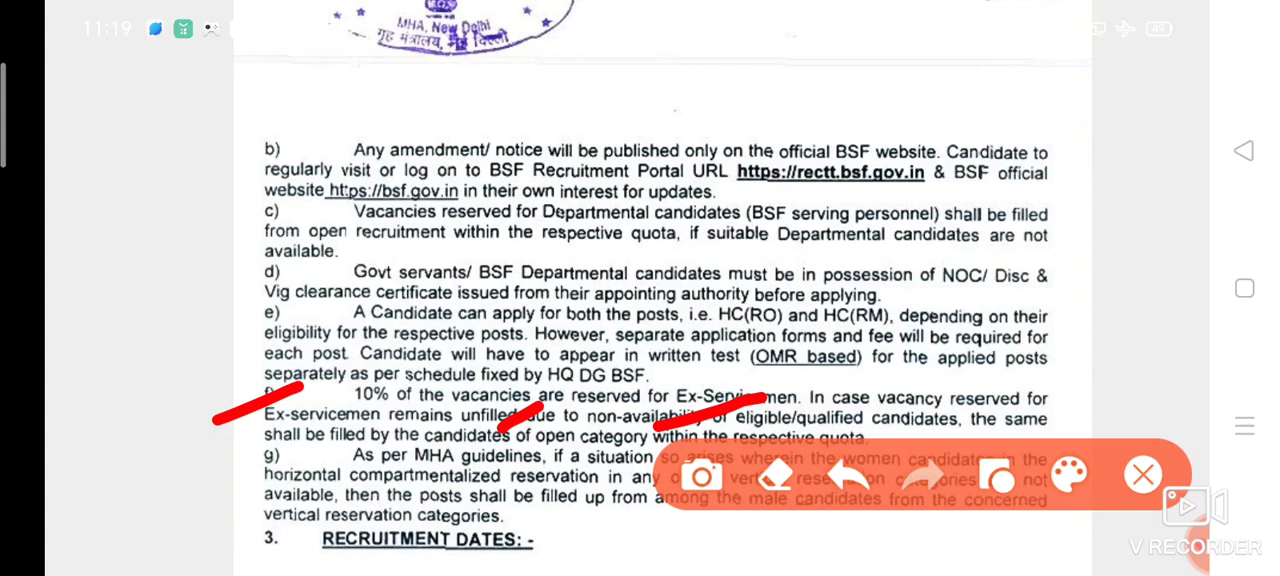 11:19
49
MHA, New Delhi
गृह मंत्रालय, नई दिल्ली
b) Any amendment/ notice will be published only on the official BSF website. Candidate to
regularly visit or log on to BSF Recruitment Portal URL https://rectt.bsf.gov.in & BSF official
website https://bsf.gov.in in their own interest for updates.
c) Vacancies reserved for Departmental candidates (BSF serving personnel) shall be filled
from open recruitment within the respective quota, if suitable Departmental candidates are not
available.
d) Govt servants/ BSF Departmental candidates must be in possession of NOC/ Disc &
Vig clearance certificate issued from their appointing authority before applying.
e) A Candidate can apply for both the posts, i.e. HC(RO) and HC(RM), depending on their
eligibility for the respective posts. However, separate application forms and fee will be required for
each post. Candidate will have to appear in written test (OMR based) for the applied posts
separately as per schedule fixed by HQ DG BSF.
f) 10% of the vacancies are reserved for Ex-Servicemen. In case vacancy reserved for
Ex-servicemen remains unfilled due to non-availability of eligible/qualified candidates, the same
shall be filled by the candidates of open category within the respective quota.
g) As per MHA guidelines, if a situation so arises wherein the women candidates in the
horizontal compartmentalized reservation in any vertical reservation categories not
available, then the posts shall be filled up from among the male candidates from the concerned
vertical reservation categories.
3. RECRUITMENT DATES: -
V RECORDER